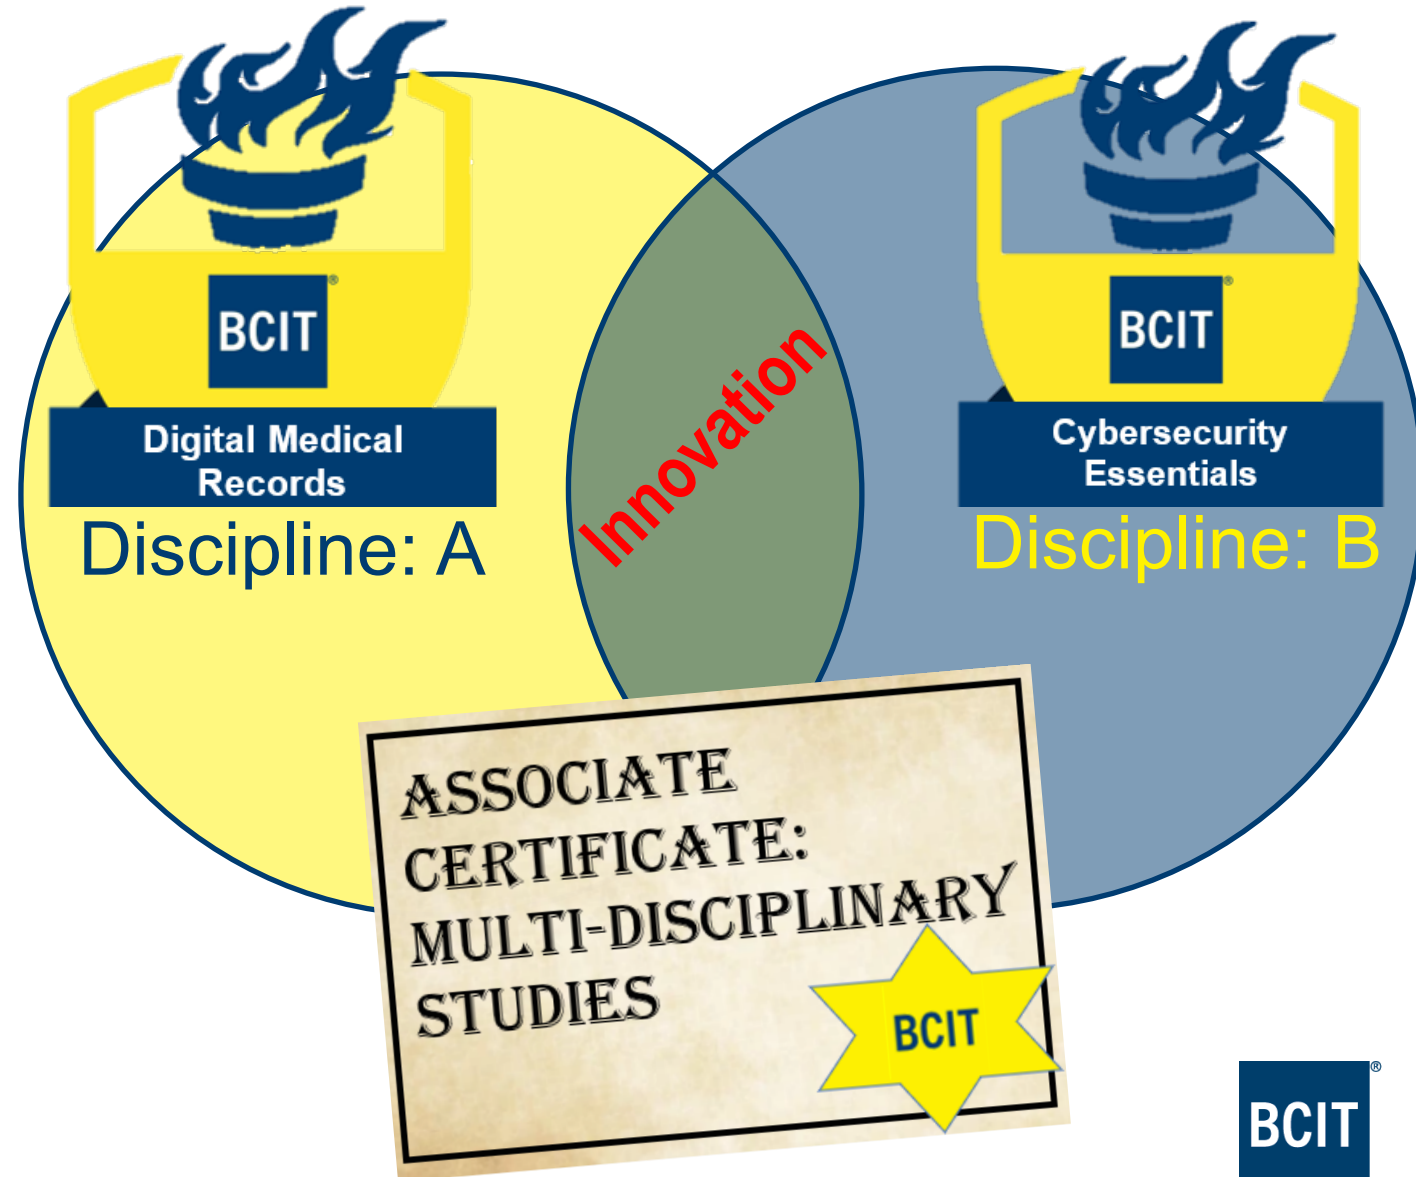 BCIT®
Digital Medical
Records
Discipline: A
Innovation
BCIT®
Cybersecurity
Essentials
Discipline: B
ASSOCIATE
CERTIFICATE:
MULTI-DISCIPLINARY
STUDIES
BCIT
BCIT®